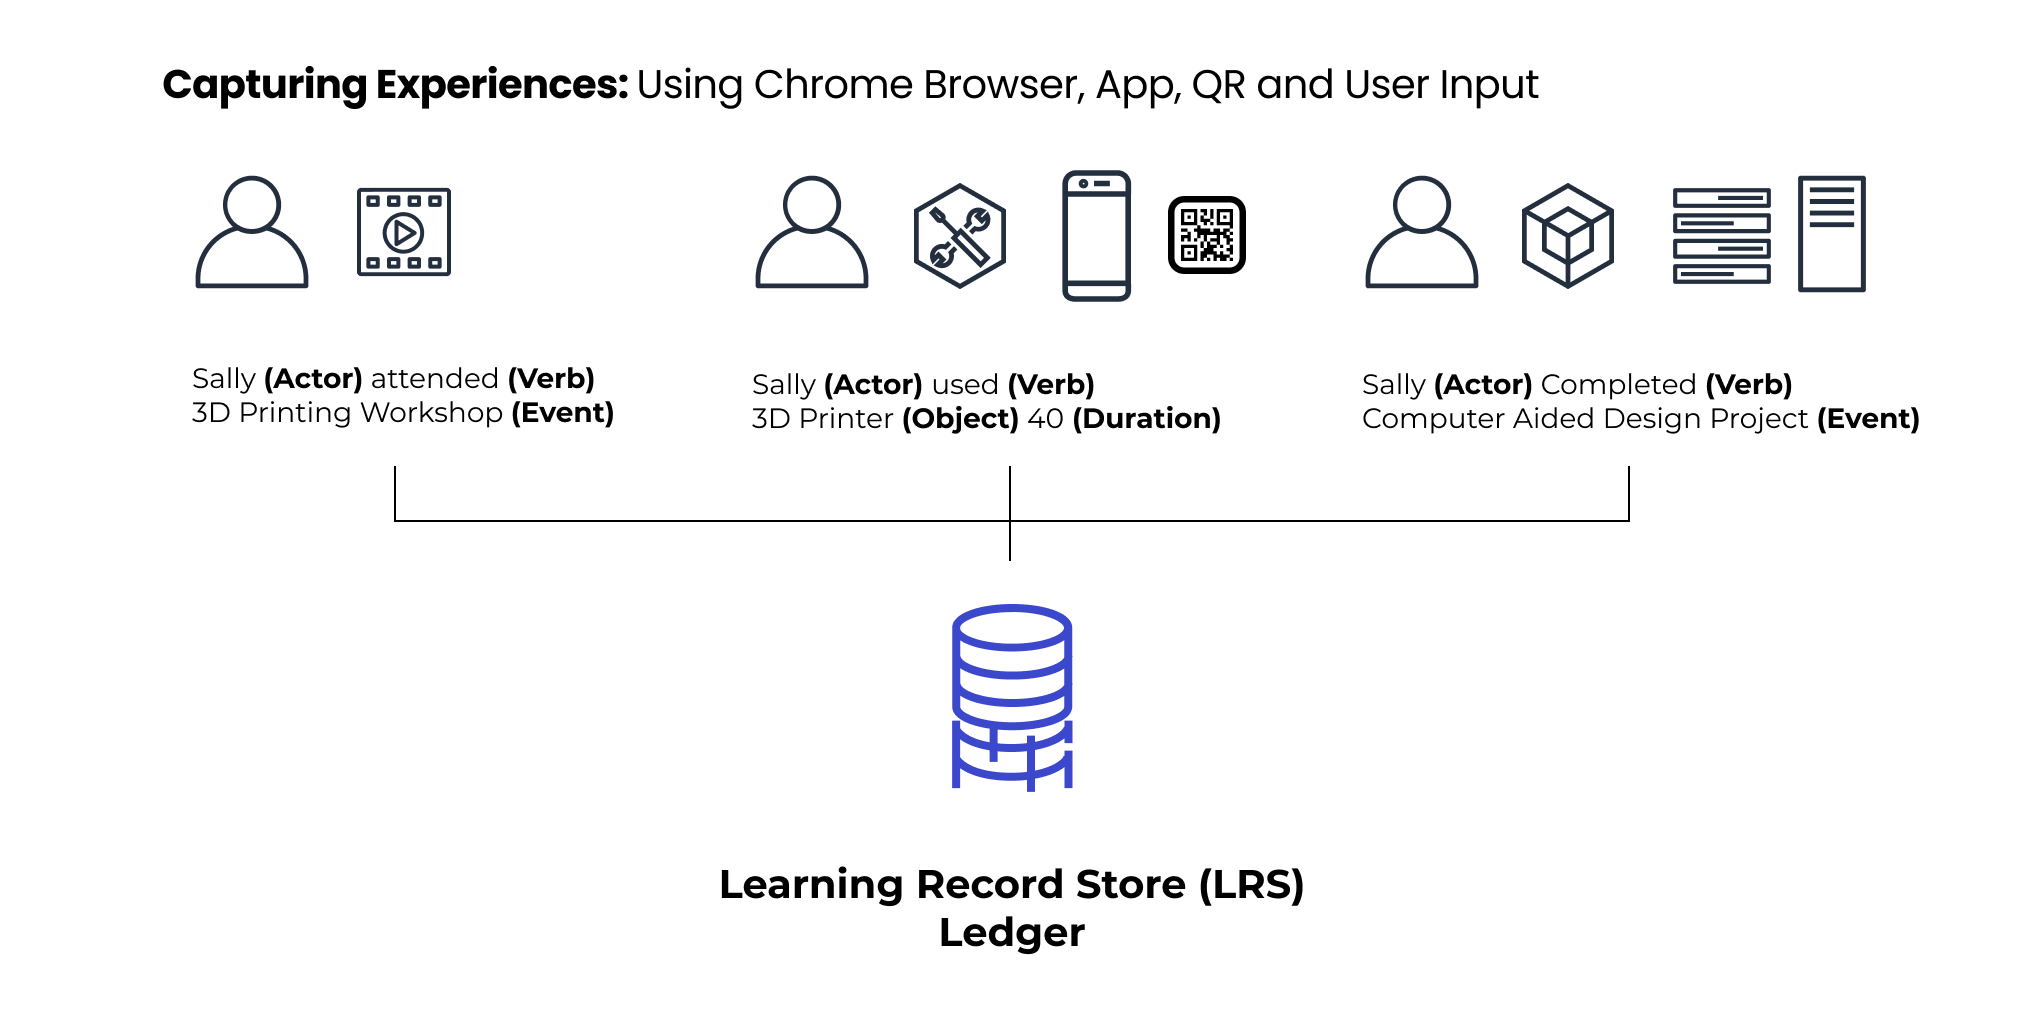 Capturing Experiences: Using Chrome Browser, App, QR and User Input
Sally (Actor) attended (Verb)
3D Printing Workshop (Event)
Sally (Actor) used (Verb)
3D Printer (Object) 40 (Duration)
Sally (Actor) Completed (Verb)
Computer Aided Design Project (Event)
Learning Record Store (LRS)
Ledger